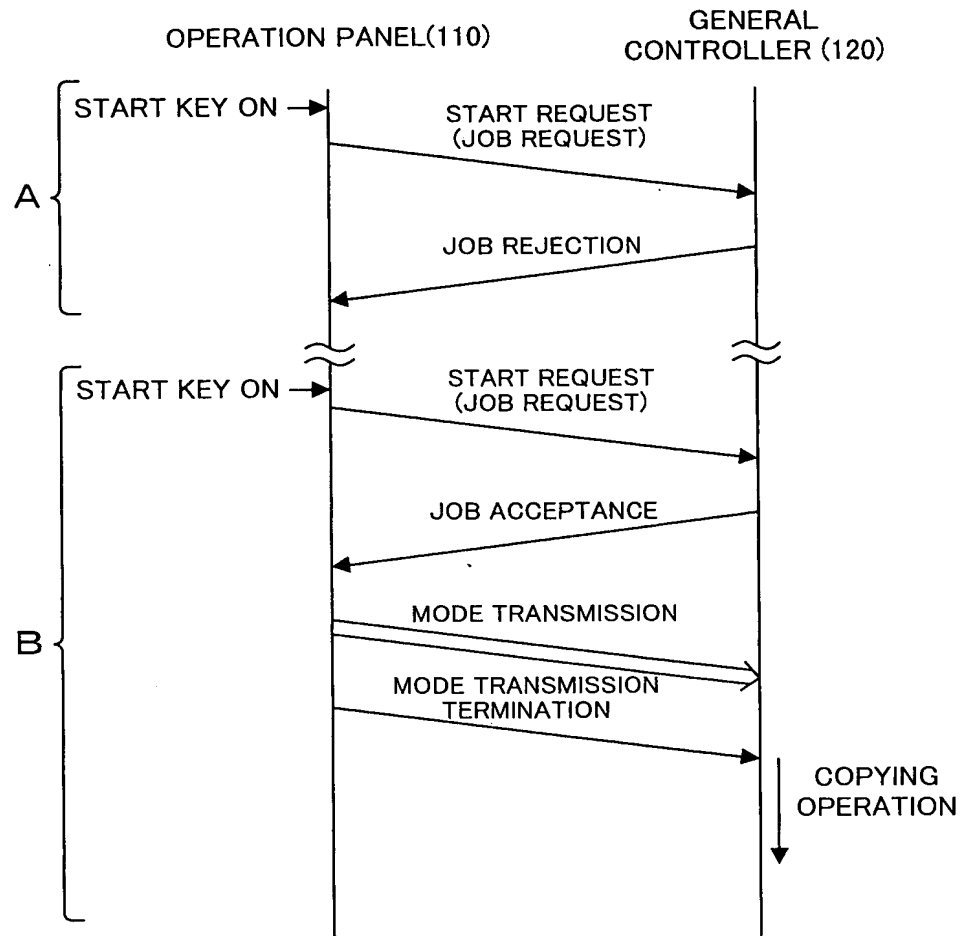 OPERATION PANEL(110)
GENERAL
CONTROLLER (120)
A
START KEY ON
START REQUEST
(JOB REQUEST)
JOB REJECTION
B
START KEY ON
START REQUEST
(JOB REQUEST)
JOB ACCEPTANCE
MODE TRANSMISSION
MODE TRANSMISSION
TERMINATION
COPYING
OPERATION